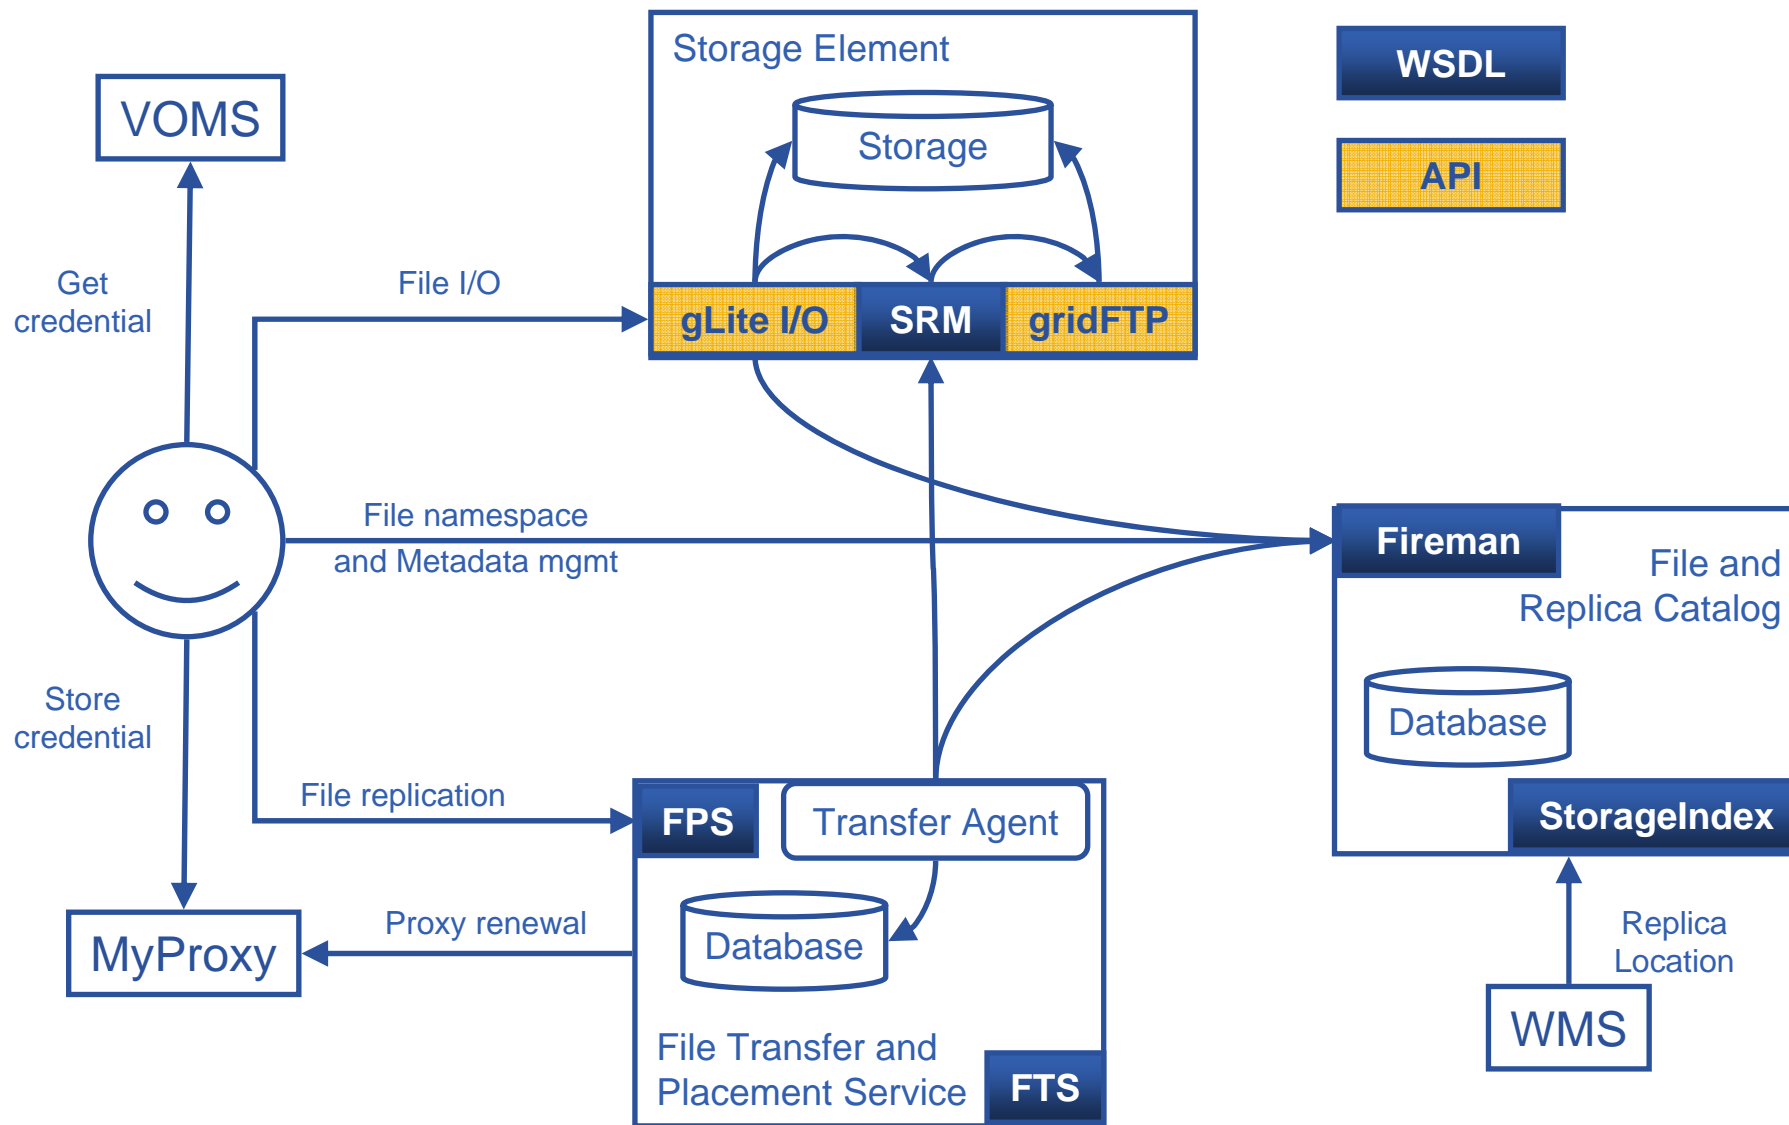 Storage Element
WSDL
VOMS
Storage
API
Get
credential
File I/O
gLite I/O
SRM
gridFTP
File namespace
and Metadata mgmt
Fireman
File and
Replica Catalog
Store
credential
Database
File replication
FPS
Transfer Agent
StorageIndex
MyProxy
Proxy renewal
Database
Replica
Location
WMS
File Transfer and
Placement Service
FTS